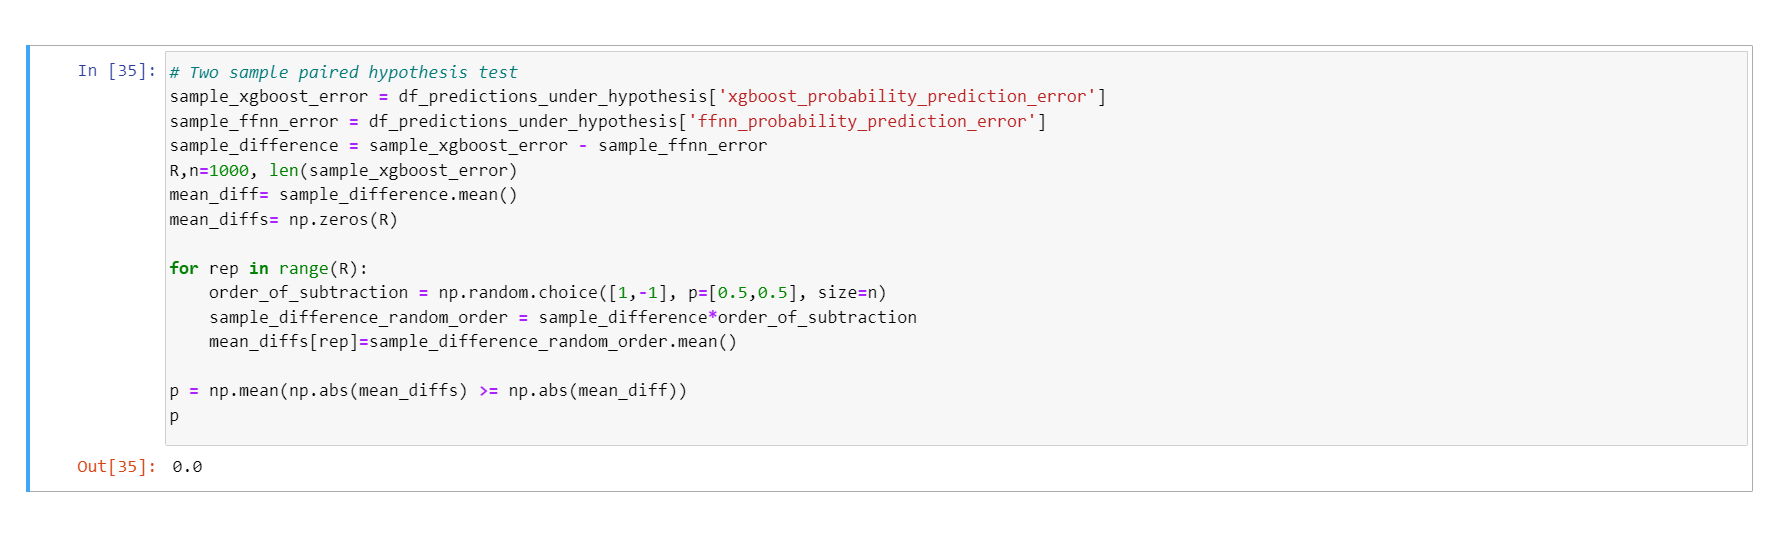 In [35]: # Two sample paired hypothesis test
sample_xgboost_error = df_predictions_under_hypothesis['xgboost_probability_prediction_error']
sample_ffnn_error = df_predictions_under_hypothesis['ffnn_probability_prediction_error']
sample_difference = sample_xgboost_error - sample_ffnn_error
R,n=1000, len(sample_xgboost_error)
mean_diff= sample_difference.mean()
mean_diffs= np.zeros(R)
for rep in range(R):
    order_of_subtraction = np.random.choice([1,-1], p=[0.5,0.5], size=n)
    sample_difference_random_order = sample_difference*order_of_subtraction
    mean_diffs[rep]=sample_difference_random_order.mean()
p = np.mean(np.abs(mean_diffs) >= np.abs(mean_diff))
p
Out[35]: 0.0